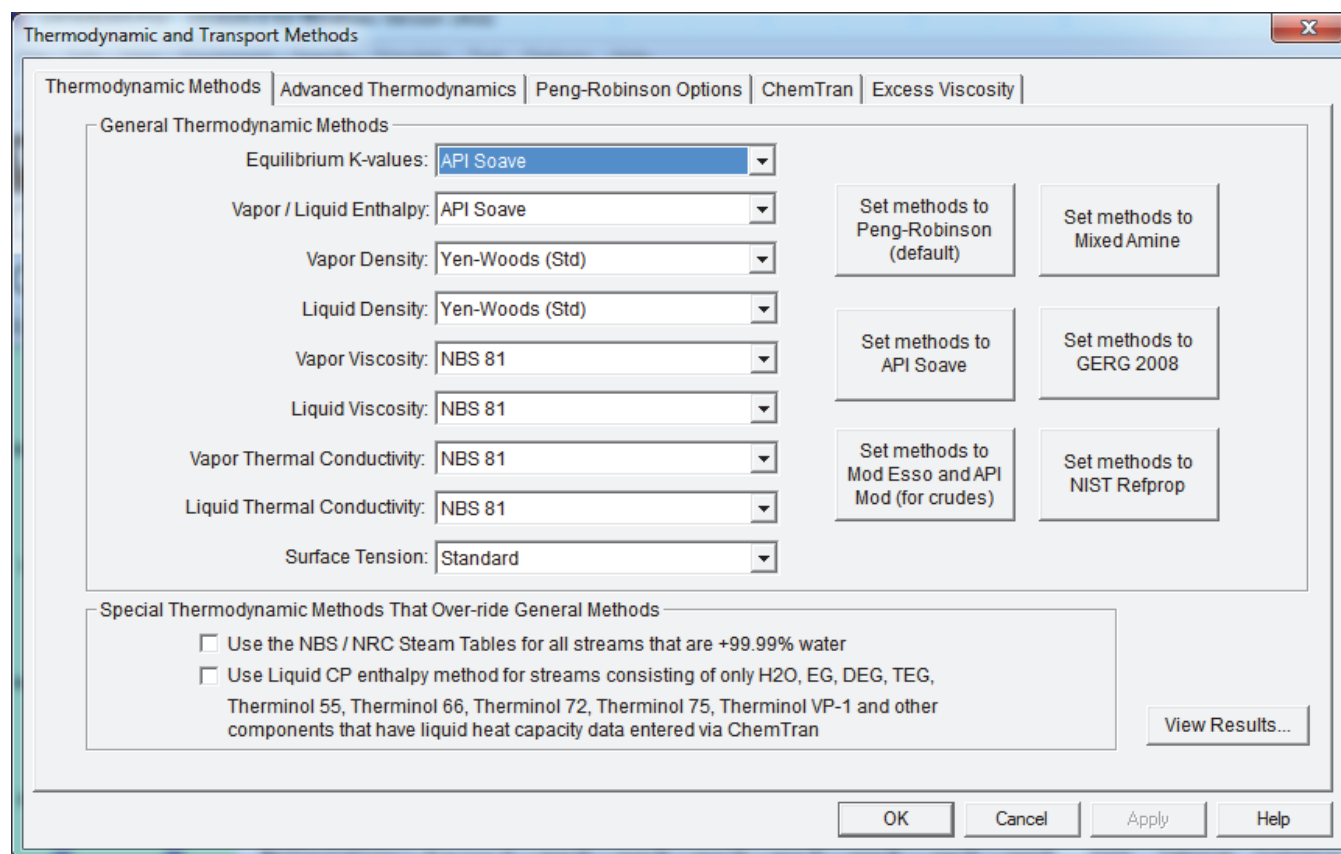 Thermodynamic and Transport Methods
Thermodynamic Methods
Advanced Thermodynamics
Peng-Robinson Options
ChemTran
Excess Viscosity
General Thermodynamic Methods
Equilibrium K-values: API Soave
Vapor / Liquid Enthalpy: API Soave
Vapor Density: Yen-Woods (Std)
Liquid Density: Yen-Woods (Std)
Vapor Viscosity: NBS 81
Liquid Viscosity: NBS 81
Vapor Thermal Conductivity: NBS 81
Liquid Thermal Conductivity: NBS 81
Surface Tension: Standard
Set methods to
Peng-Robinson
(default)
Set methods to
Mixed Amine
Set methods to
API Soave
Set methods to
GERG 2008
Set methods to
Mod Esso and API
Mod (for crudes)
Set methods to
NIST Refprop
Special Thermodynamic Methods That Over-ride General Methods
Use the NBS / NRC Steam Tables for all streams that are +99.99% water
Use Liquid CP enthalpy method for streams consisting of only H2O, EG, DEG, TEG,
Therminol 55, Therminol 66, Therminol 72, Therminol 75, Therminol VP-1 and other
components that have liquid heat capacity data entered via ChemTran
View Results...
OK
Cancel
Apply
Help